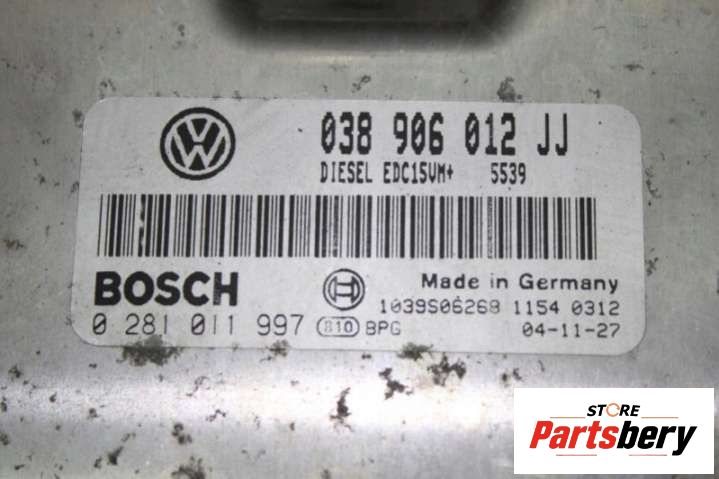 038 906 012 JJ
DIESEL EDC15VM+ 5539
BOSCH
Made in Germany
1039S06268 1154 0312
0 281 011 997 810 BPG
04-11-27
STORE
Partsbery